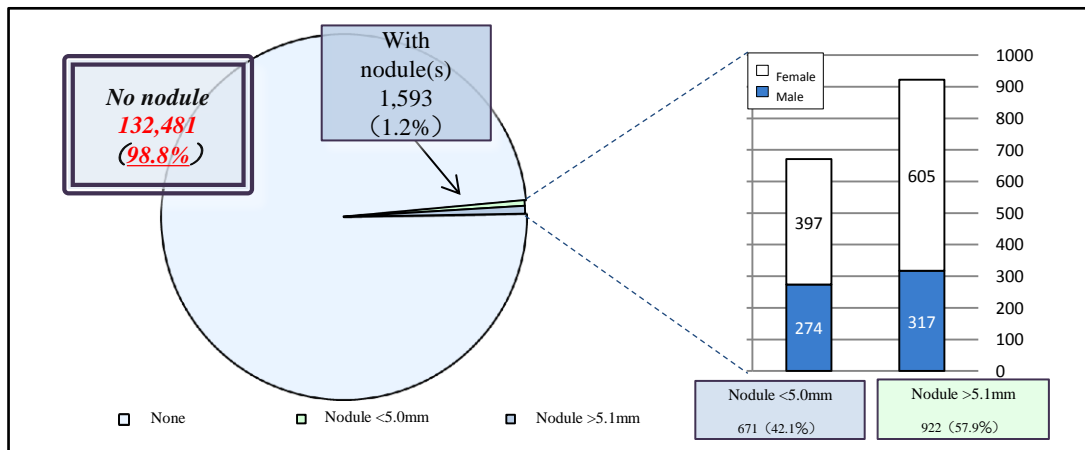 No nodule
132,481
(98.8%)
With
nodule(s)
1,593
（1.2%）
None
Nodule <5.0mm
Nodule >5.1mm
Female
Male
1000
900
800
700
600
500
400
300
200
100
0
397
274
605
317
Nodule <5.0mm
671（42.1%）
Nodule >5.1mm
922（57.9%）